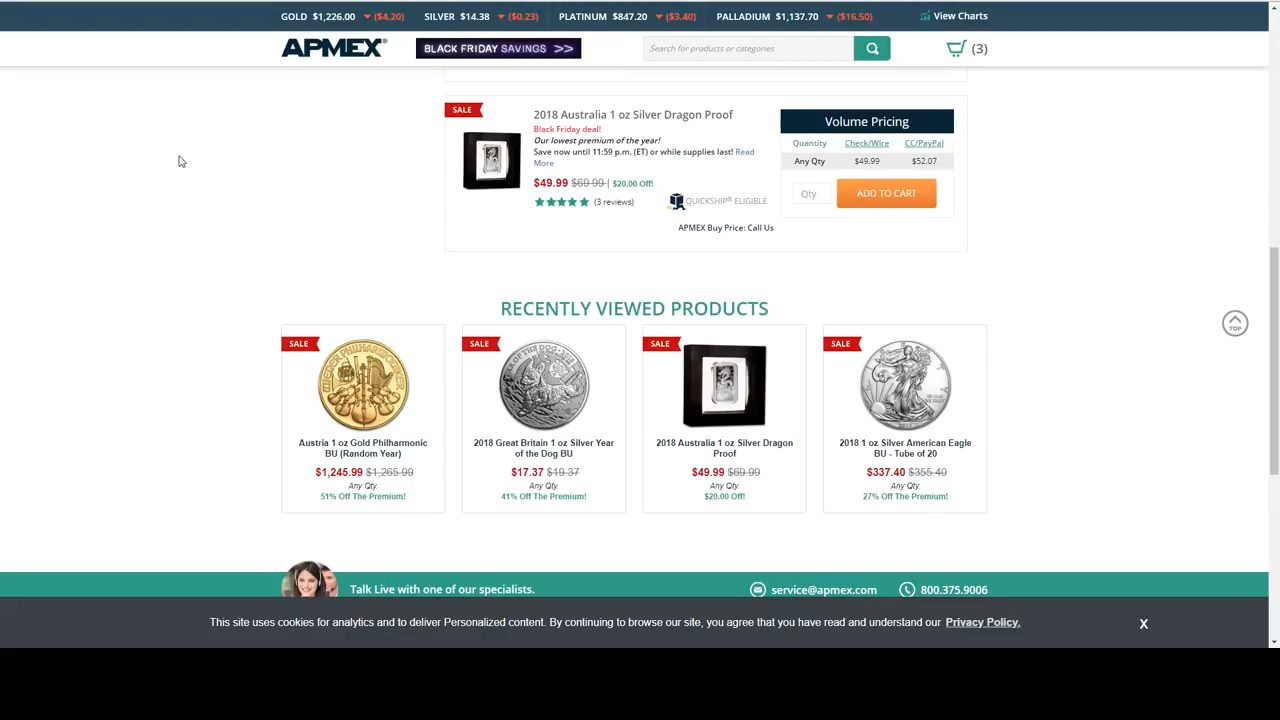 GOLD $1,226.00 ($4.20) SILVER $14.38 ($0.23) PLATINUM $847.20 ($3.40) PALLADIUM $1,137.70 ($16.50) View Charts
APMEX® BLACK FRIDAY SAVINGS >> Search for products or categories (3)
SALE
2018 Australia 1 oz Silver Dragon Proof
Black Friday deal!
Our lowest premium of the year!
Save now until 11:59 p.m. (ET) or while supplies last! Read
More
$49.99 $69.99 | $20.00 Off!
(3 reviews)
QUICKSHIP® ELIGIBLE
APMEX Buy Price: Call Us
Volume Pricing
Quantity Check/Wire CC/PayPal
Any Qty $49.99 $52.07
Qty ADD TO CART
RECENTLY VIEWED PRODUCTS
SALE
Austria 1 oz Gold Philharmonic
BU (Random Year)
$1,245.99 $1,265.99
Any Qty.
51% Off The Premium!
SALE
2018 Great Britain 1 oz Silver Year
of the Dog BU
$17.37 $19.37
Any Qty.
41% Off The Premium!
SALE
2018 Australia 1 oz Silver Dragon
Proof
$49.99 $69.99
Any Qty.
$20.00 Off!
SALE
2018 1 oz Silver American Eagle
BU - Tube of 20
$337.40 $355.40
Any Qty.
27% Off The Premium!
TOP
Talk Live with one of our specialists. service@apmex.com 800.375.9006
This site uses cookies for analytics and to deliver Personalized content. By continuing to browse our site, you agree that you have read and understand our Privacy Policy. X